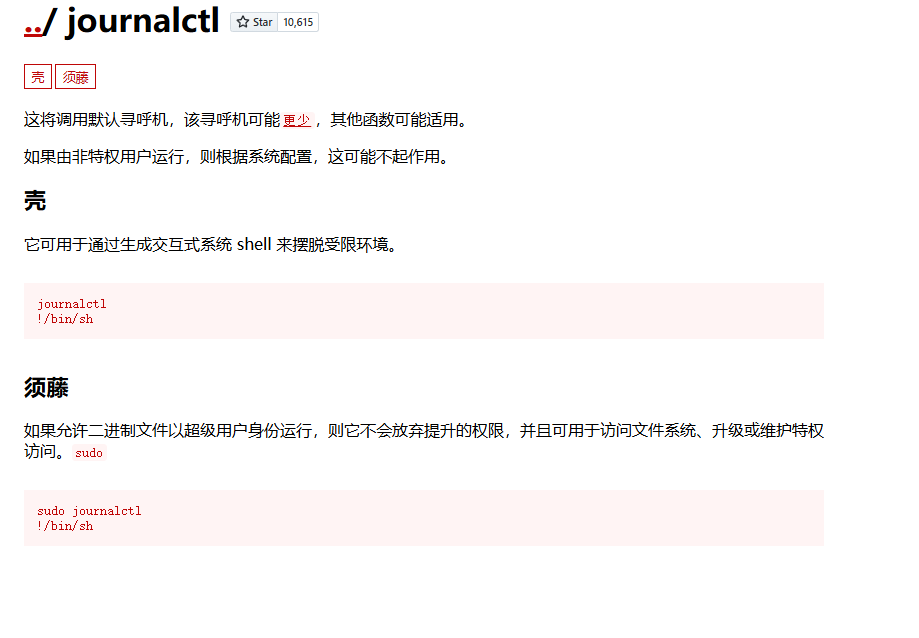 ../ journalctl Star 10,615
壳 须藤
这将调用默认寻呼机，该寻呼机可能 更少 ，其他函数可能适用。
如果由非特权用户运行，则根据系统配置，这可能不起作用。
壳
它可用于通过生成交互式系统 shell 来摆脱受限环境。
journalctl
!/bin/sh
须藤
如果允许二进制文件以超级用户身份运行，则它不会放弃提升的权限，并且可用于访问文件系统、升级或维护特权
访问。 sudo
sudo journalctl
!/bin/sh